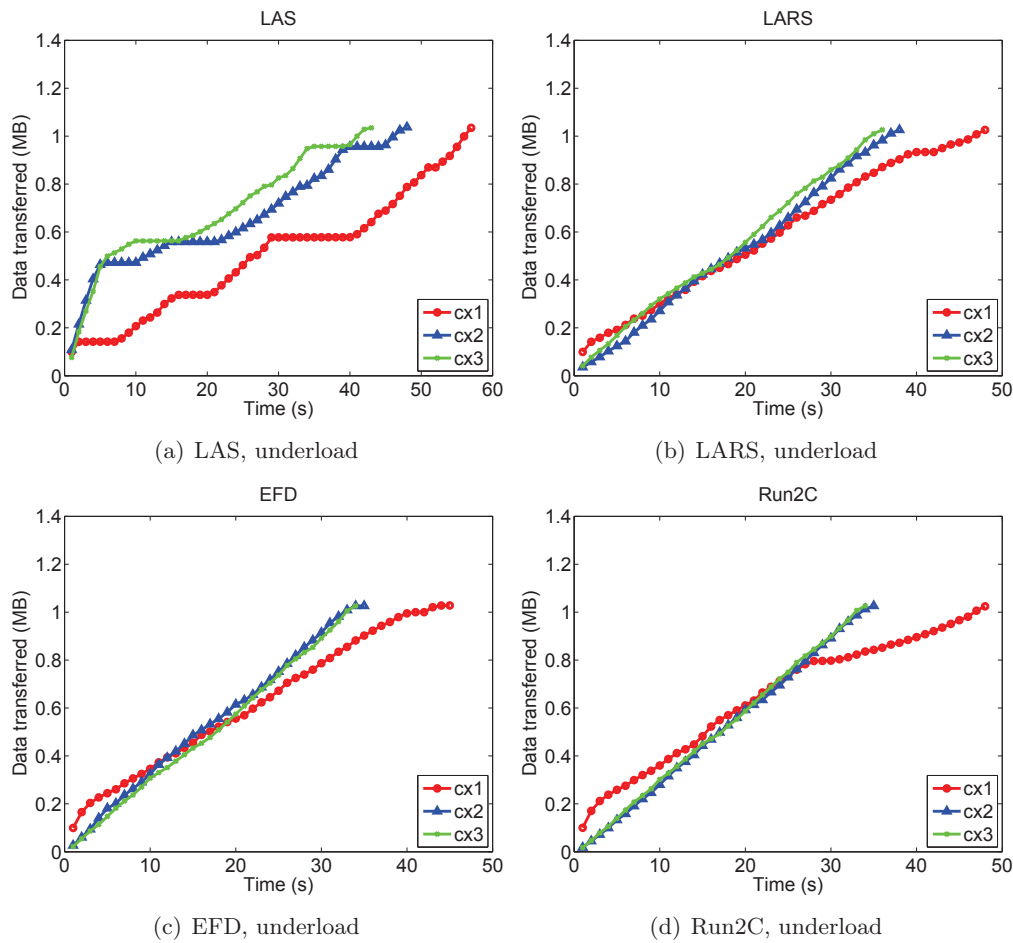 LAS
1.4
1.2
1
0.8
0.6
0.4
0.2
0
Data transferred (MB)
0 10 20 30 40 50 60
Time (s)
cx1
cx2
cx3
(a) LAS, underload
LARS
1.4
1.2
1
0.8
0.6
0.4
0.2
0
Data transferred (MB)
0 10 20 30 40 50
Time (s)
cx1
cx2
cx3
(b) LARS, underload
EFD
1.4
1.2
1
0.8
0.6
0.4
0.2
0
Data transferred (MB)
0 10 20 30 40 50
Time (s)
cx1
cx2
cx3
(c) EFD, underload
Run2C
1.4
1.2
1
0.8
0.6
0.4
0.2
0
Data transferred (MB)
0 10 20 30 40 50
Time (s)
cx1
cx2
cx3
(d) Run2C, underload